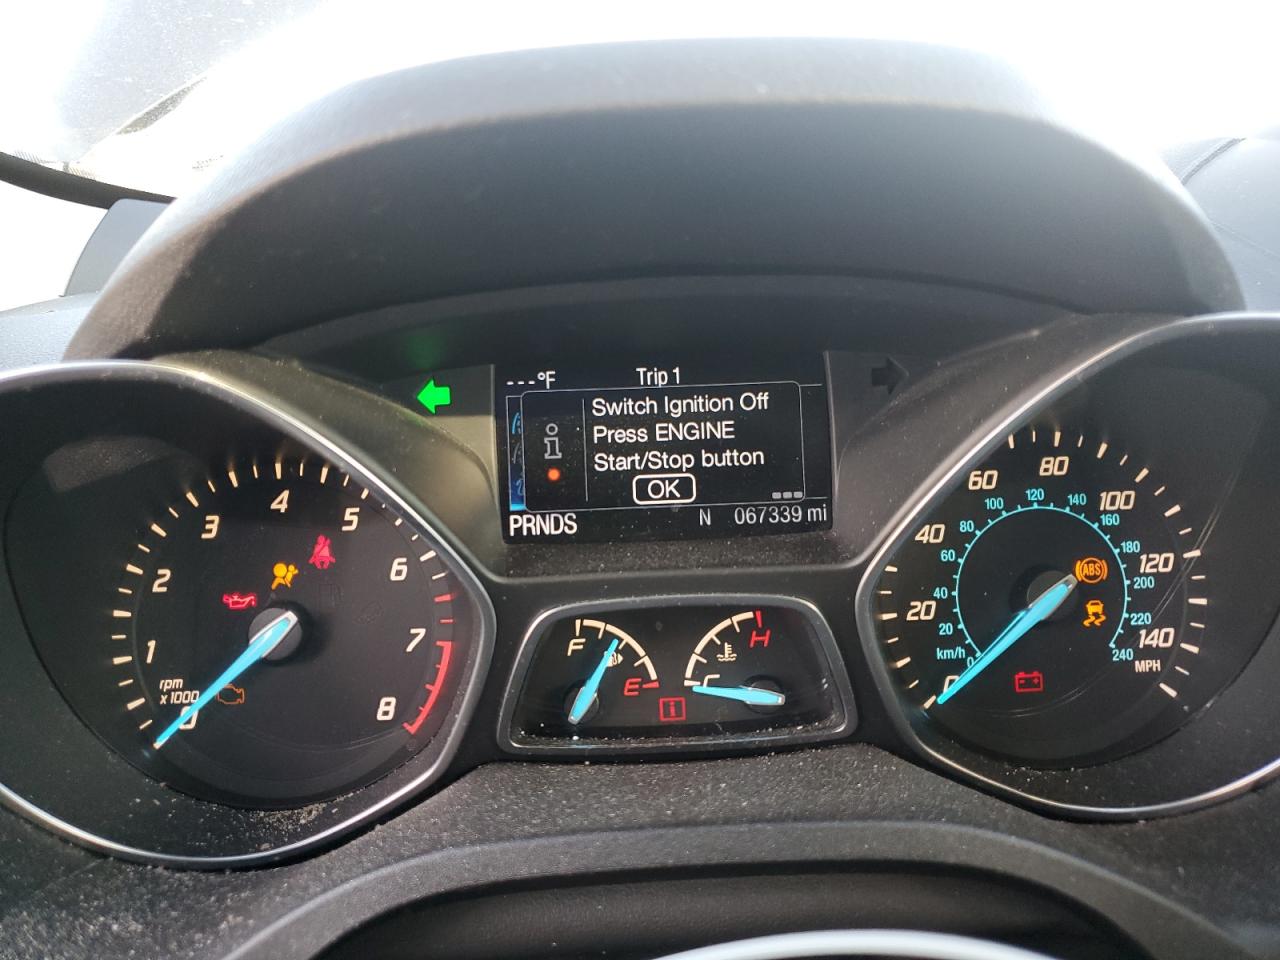 ---°F Trip 1
Switch Ignition Off
Press ENGINE
Start/Stop button
OK
PRNDS N 067339 mi
0 1 2 3 4 5 6 7 8
rpm
x1000
F E
C H
i
0 20 40 60 80 100 120 140
MPH
0 20 40 60 80 100 120 140 160 180 200 220 240
km/h
ABS